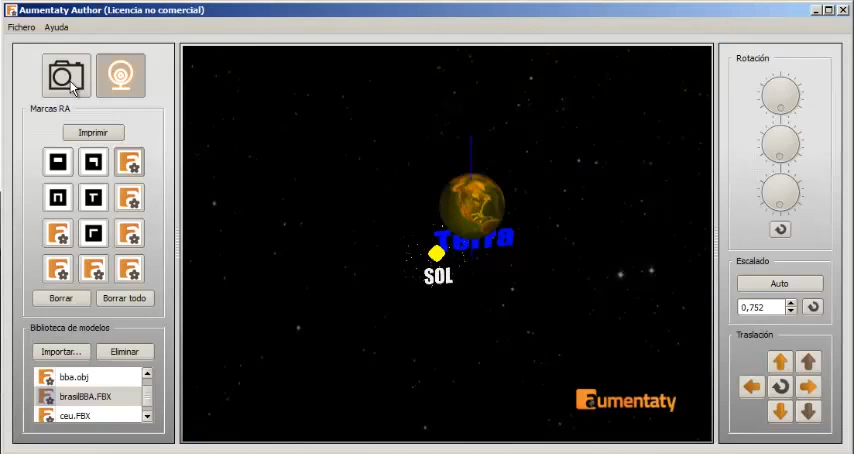 Aumentaty Author (Licencia no comercial)
Fichero Ayuda
Marcas RA
Imprimir
Borrar Borrar todo
Biblioteca de modelos
Importar... Eliminar
bba.obj
brasilBBA.FBX
ceu.FBX
Terra
SOL
aumentaty
Rotación
Escalado
Auto
0,752
Traslación